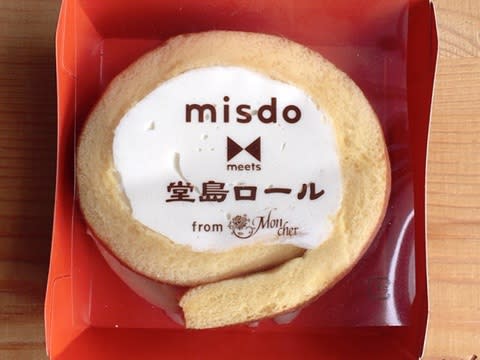 misdo
meets
堂島ロール
from Mon cher